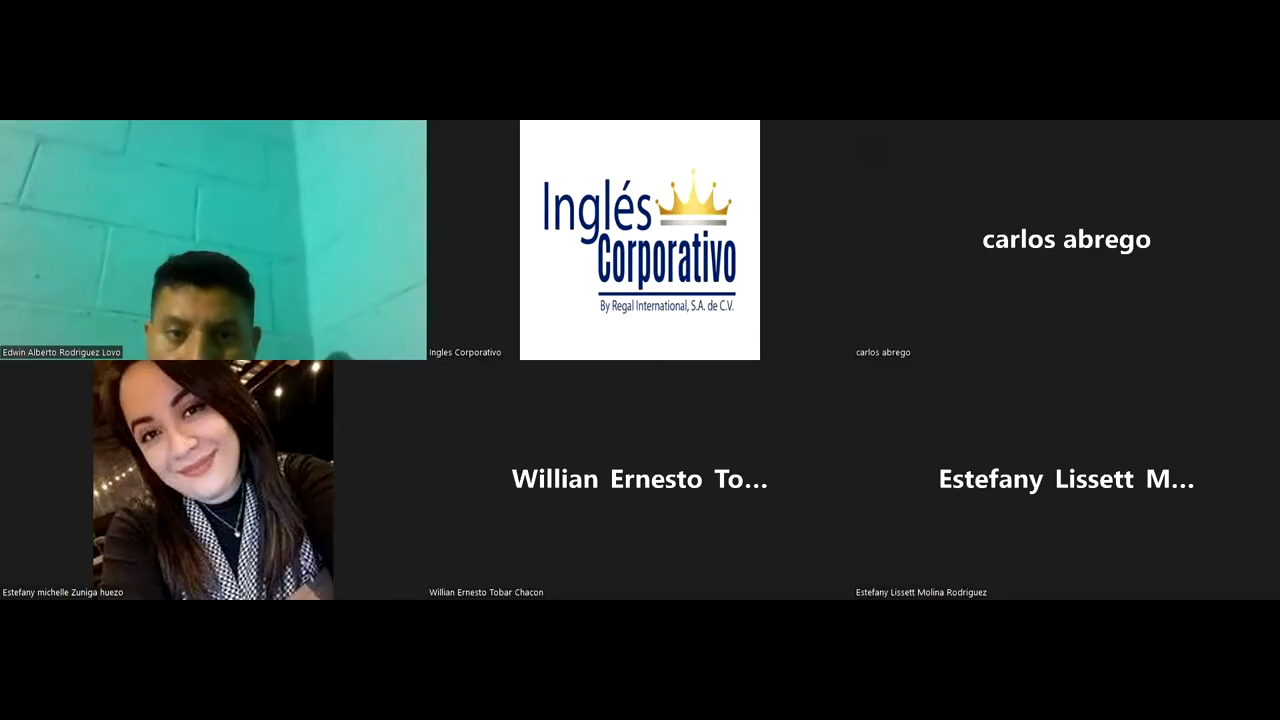 Edwin Alberto Rodriguez Lovo
Inglés
Corporativo
By Regal International, S.A. de C.V.
Ingles Corporativo
carlos abrego
carlos abrego
Estefany michelle Zuniga huezo
Willian Ernesto To...
Willian Ernesto Tobar Chacon
Estefany Lissett M...
Estefany Lissett Molina Rodriguez